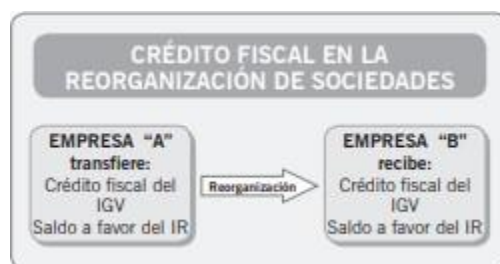 CRÉDITO FISCAL EN LA
REORGANIZACIÓN DE SOCIEDADES
EMPRESA "A"
transfiere:
Crédito fiscal del
IGV
Saldo a favor del IR
Reorganización
EMPRESA "B"
recibe:
Crédito fiscal del
IGV
Saldo a favor del IR